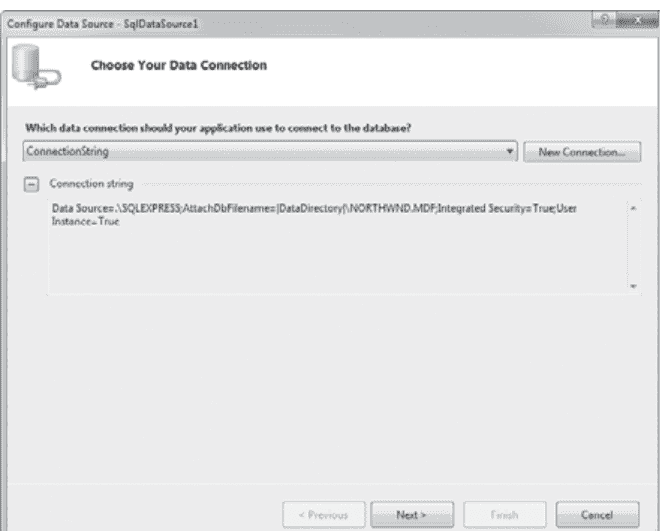 Configure Data Source - SqlDataSource1
Choose Your Data Connection
Which data connection should your application use to connect to the database?
ConnectionString
New Connection...
Connection string
Data Source=.\SQLEXPRESS;AttachDbFilename=|DataDirectory|\NORTHWND.MDF;Integrated Security=True;User
Instance=True
< Previous
Next >
Finish
Cancel